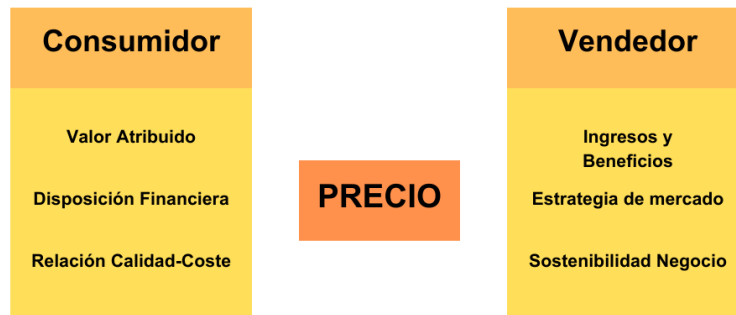 Consumidor
Valor Atribuido
Disposición Financiera
Relación Calidad-Coste
PRECIO
Vendedor
Ingresos y
Beneficios
Estrategia de mercado
Sostenibilidad Negocio